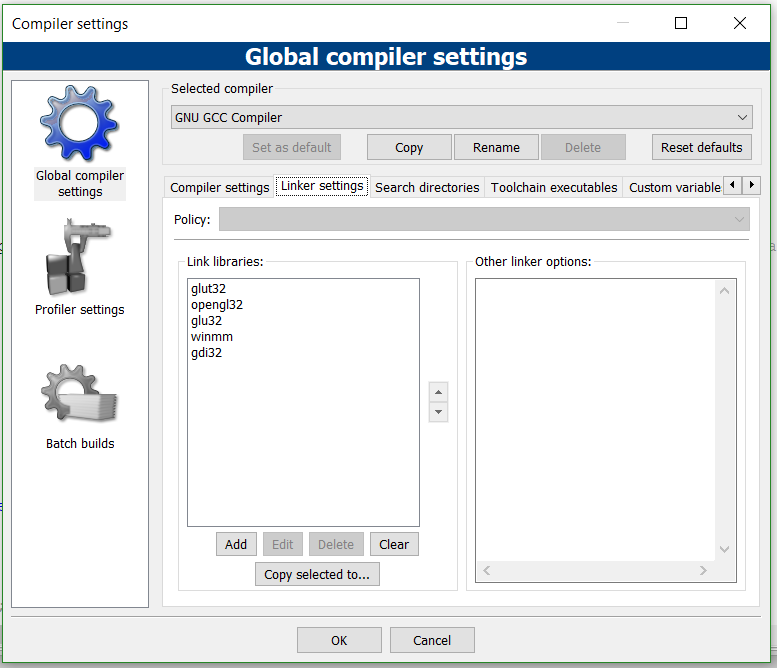 Compiler settings
Global compiler settings
Global compiler
settings
Profiler settings
Batch builds
Selected compiler
GNU GCC Compiler
Set as default
Copy
Rename
Delete
Reset defaults
Compiler settings
Linker settings
Search directories
Toolchain executables
Custom variable
Policy:
Link libraries:
glut32
opengl32
glu32
winmm
gdi32
Add
Edit
Delete
Clear
Copy selected to...
Other linker options:
OK
Cancel